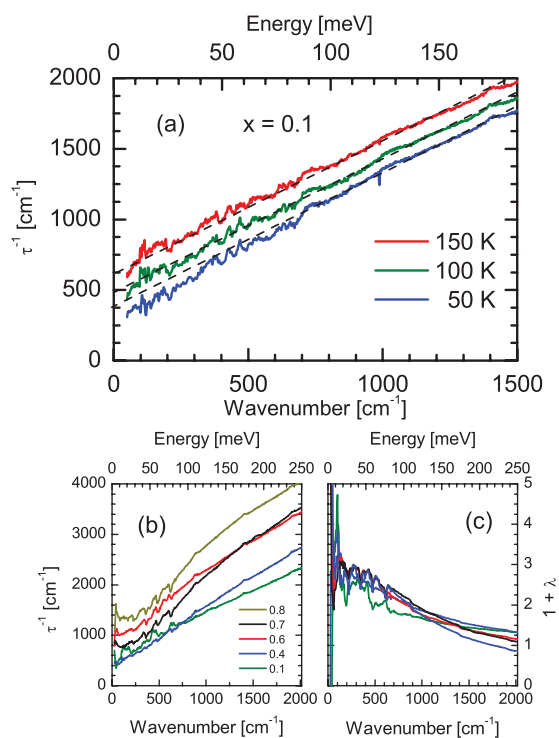 Energy [meV]
0 50 100 150
2000
1500
1000
500
0
τ⁻¹ [cm⁻¹]
(a) x = 0.1
150 K
100 K
50 K
0 500 1000 1500
Wavenumber [cm⁻¹]
Energy [meV]
0 50 100 150 200 250
4000
3000
2000
1000
0
τ⁻¹ [cm⁻¹]
(b)
0.8
0.7
0.6
0.4
0.1
0 500 1000 1500 2000
Wavenumber [cm⁻¹]
Energy [meV]
0 50 100 150 200 250
(c)
5
4
3
2
1
0
1 + λ
0 500 1000 1500 2000
Wavenumber [cm⁻¹]